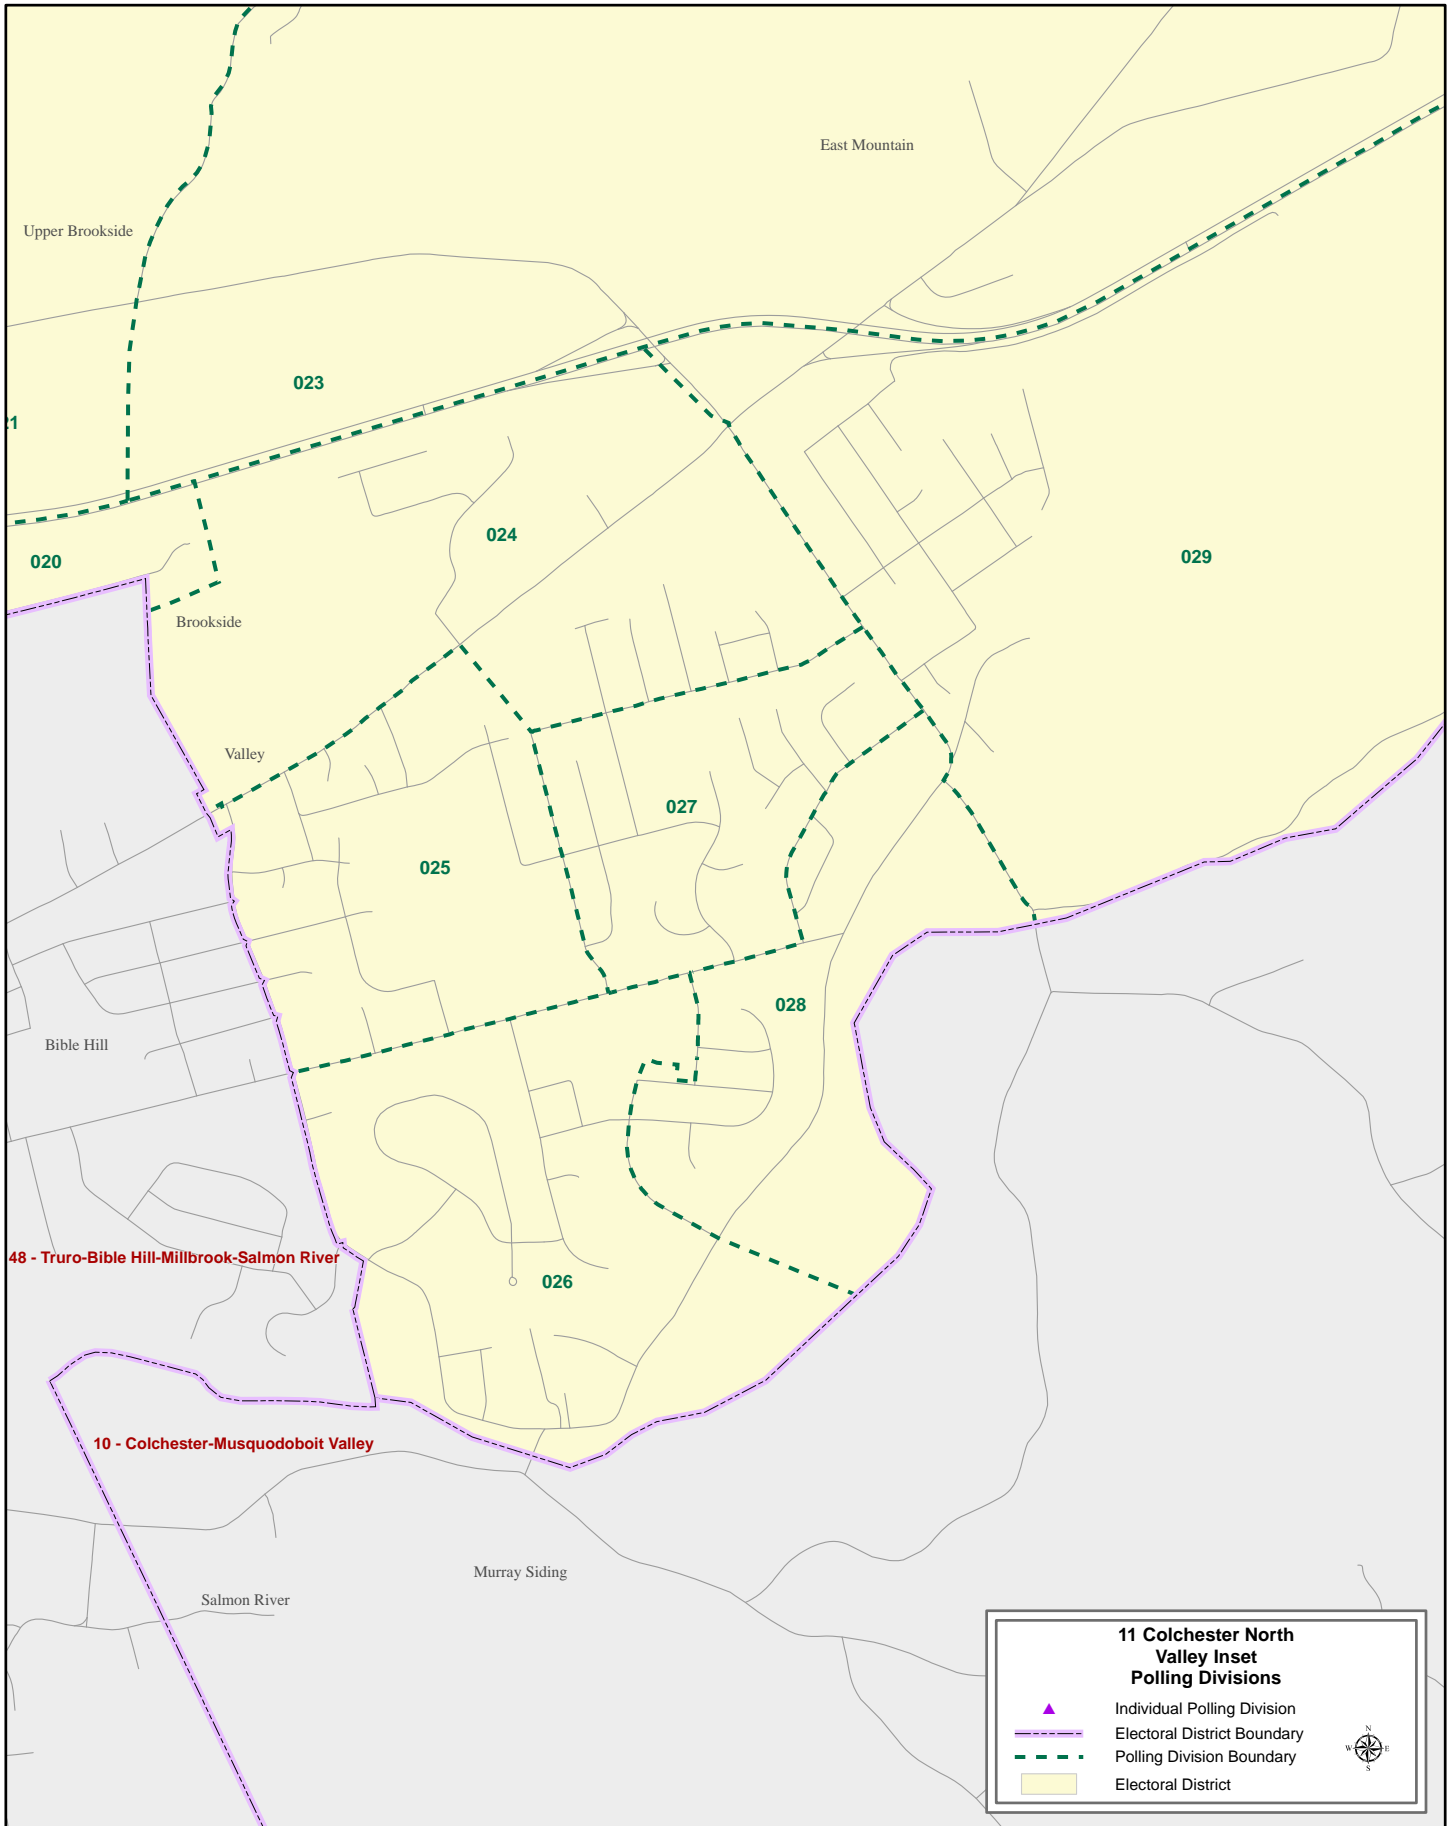 East Mountain
Upper Brookside
023
21
024
020
029
Brookside
Valley
027
025
028
Bible Hill
48 - Truro-Bible Hill-Millbrook-Salmon River
026
10 - Colchester-Musquodoboit Valley
Murray Siding
Salmon River
11 Colchester North
Valley Inset
Polling Divisions
Individual Polling Division
Electoral District Boundary
Polling Division Boundary
Electoral District
N
W E
S